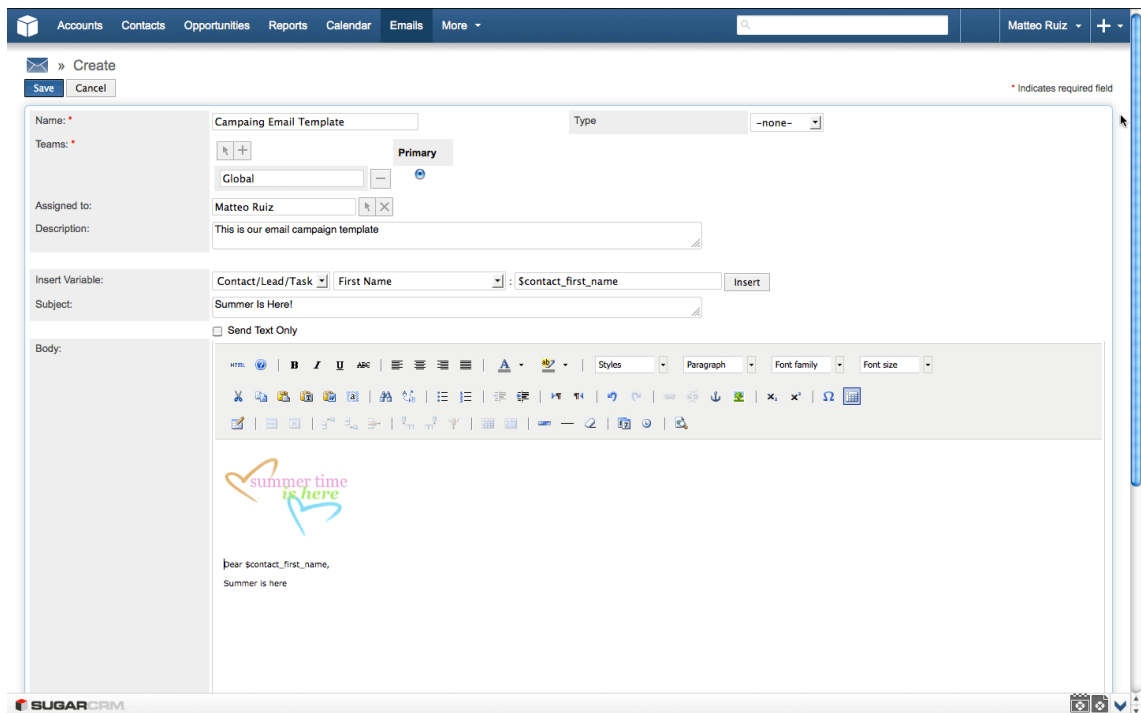 Accounts Contacts Opportunities Reports Calendar Emails More Matteo Ruiz
» Create
Save Cancel * Indicates required field
Name: * Campaing Email Template Type -none-
Teams: * Primary
Global
Assigned to: Matteo Ruiz
Description: This is our email campaign template
Insert Variable: Contact/Lead/Task First Name : $contact_first_name Insert
Subject: Summer Is Here!
Send Text Only
Body:
HTML B I U ABC A ab Styles Paragraph Font family Font size
summer time
is here
Dear $contact_first_name,
Summer is here
SUGARCRM